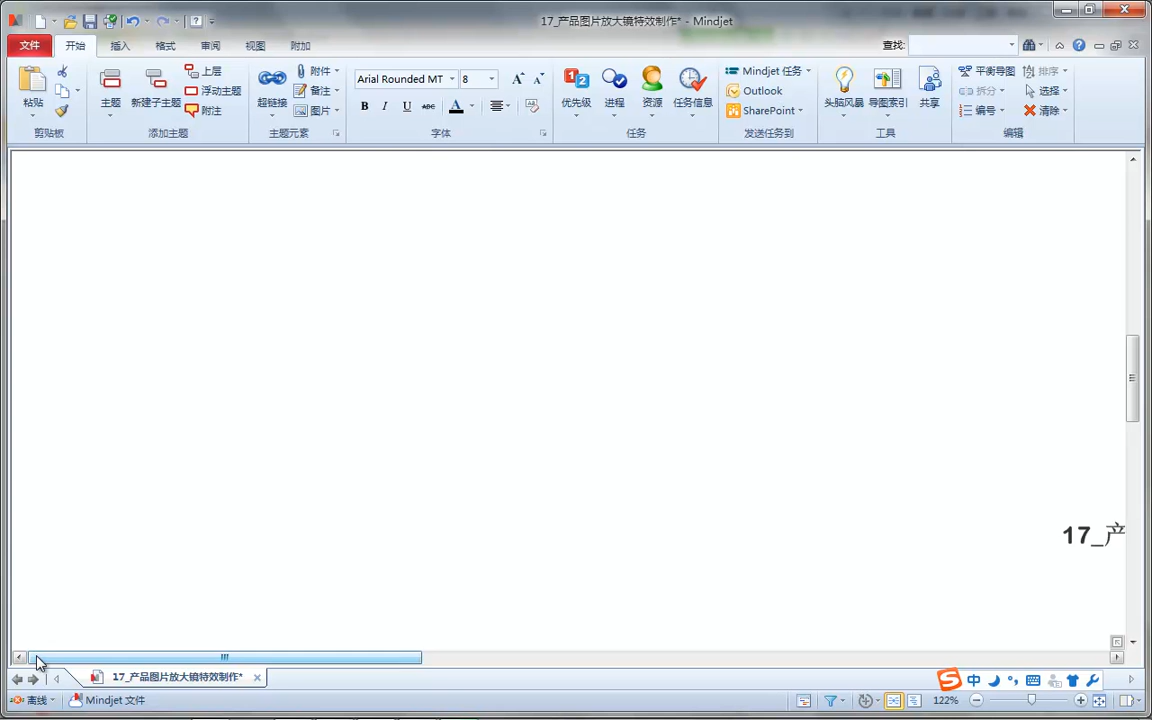 17_产品图片放大镜特效制作* - Mindjet
文件 开始 插入 格式 审阅 视图 附加 查找:
粘贴 主题 新建子主题 上层 浮动主题 附注 超链接 附件 备注 图片 Arial Rounded MT 8 B I U ABC A 优先级 进程 资源 任务信息 Mindjet 任务 Outlook SharePoint 头脑风暴 导图索引 共享 平衡导图 排序 拆分 选择 编号 清除
剪贴板 添加主题 主题元素 字体 任务 发送任务到 工具 编辑
17_产
17_产品图片放大镜特效制作* 中
离线 Mindjet 文件 122%